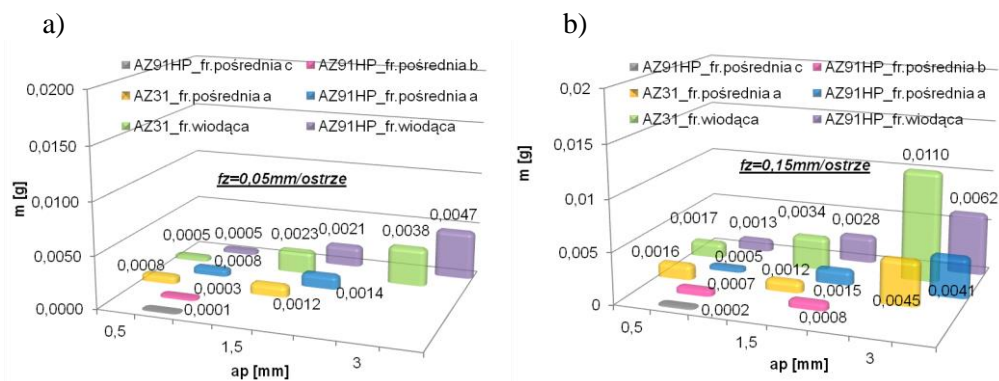 a)
AZ91HP_fr.pośrednia c AZ91HP_fr.pośrednia b
AZ31_fr.pośrednia a AZ91HP_fr.pośrednia a
AZ31_fr.wiodąca AZ91HP_fr.wiodąca
fz=0,05mm/ostrze
m [g]
0,0200
0,0150
0,0100
0,0050
0,0000
0,0005 0,0005 0,0023 0,0021 0,0038 0,0047
0,0008 0,0008 0,0012 0,0014
0,0003
0,0001
0,5
1,5
3
ap [mm]
b)
AZ91HP_fr.pośrednia c AZ91HP_fr.pośrednia b
AZ31_fr.pośrednia a AZ91HP_fr.pośrednia a
AZ31_fr.wiodąca AZ91HP_fr.wiodąca
fz=0,15mm/ostrze
m [g]
0,02
0,015
0,01
0,005
0
0,0017 0,0013 0,0034 0,0028 0,0110 0,0062
0,0016 0,0005 0,0012 0,0015 0,0045 0,0041
0,0007 0,0008
0,0002
0,5
1,5
3
ap [mm]